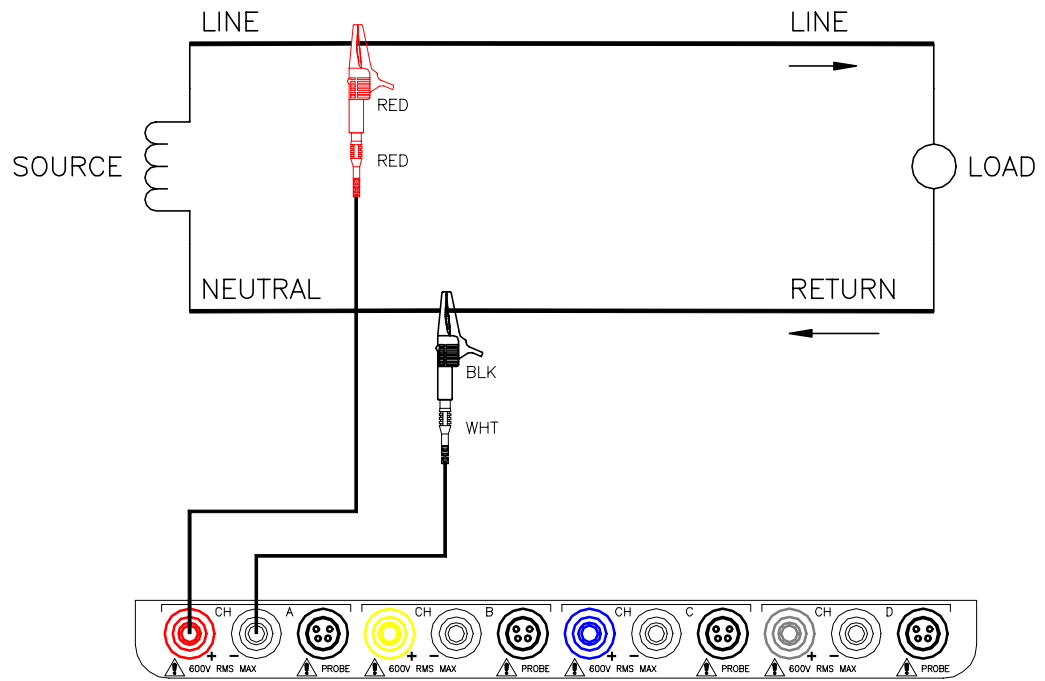 LINE LINE
RED
RED
SOURCE LOAD
NEUTRAL RETURN
BLK
WHT
CH A CH B CH C CH D
+ − + − + − + −
600V RMS MAX PROBE 600V RMS MAX PROBE 600V RMS MAX PROBE 600V RMS MAX PROBE